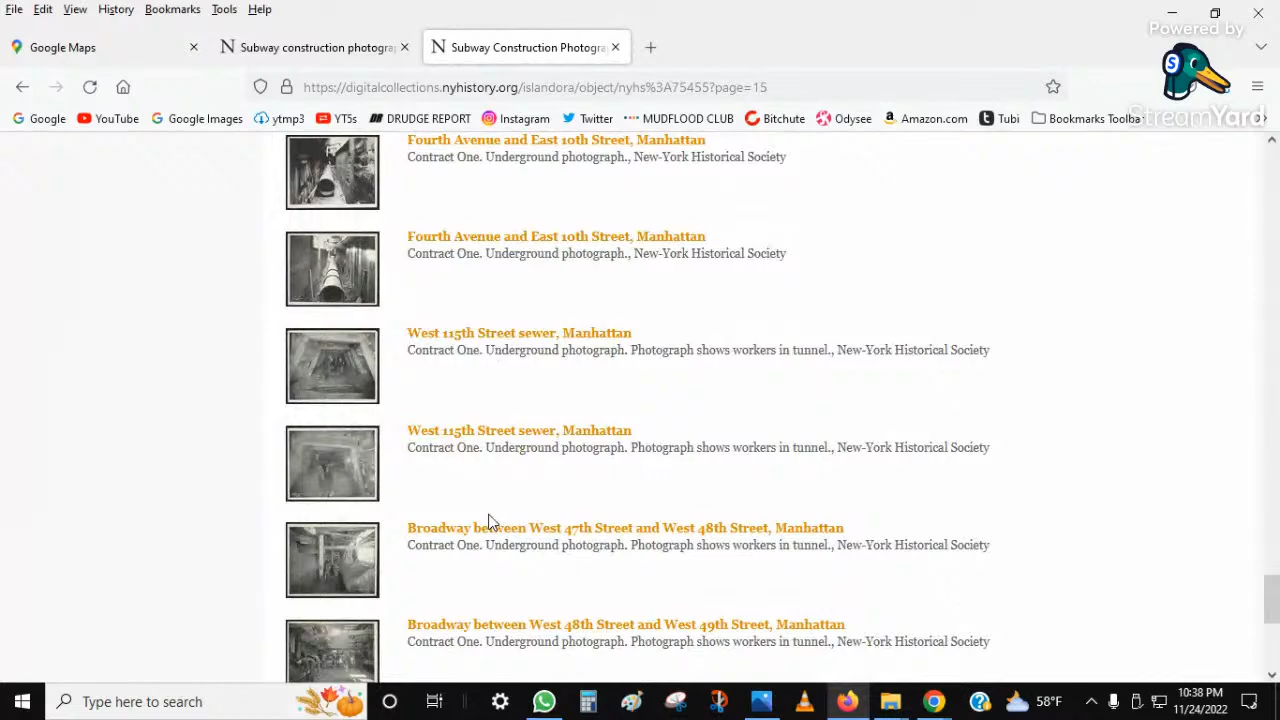 File Edit View History Bookmarks Tools Help
Powered by
Google Maps
Subway construction photogra
Subway Construction Photogra
https://digitalcollections.nyhistory.org/islandora/object/nyhs%3A75455?page=15
StreamYard
Google YouTube Google Images ytmp3 YT5s DRUDGE REPORT Instagram Twitter MUDFLOOD CLUB Bitchute Odysee Amazon.com Tubi Bookmarks Toolba
Fourth Avenue and East 10th Street, Manhattan
Contract One. Underground photograph., New-York Historical Society
Fourth Avenue and East 10th Street, Manhattan
Contract One. Underground photograph., New-York Historical Society
West 115th Street sewer, Manhattan
Contract One. Underground photograph. Photograph shows workers in tunnel., New-York Historical Society
West 115th Street sewer, Manhattan
Contract One. Underground photograph. Photograph shows workers in tunnel., New-York Historical Society
Broadway between West 47th Street and West 48th Street, Manhattan
Contract One. Underground photograph. Photograph shows workers in tunnel., New-York Historical Society
Broadway between West 48th Street and West 49th Street, Manhattan
Contract One. Underground photograph. Photograph shows workers in tunnel., New-York Historical Society
Type here to search
58°F
10:38 PM
11/24/2022